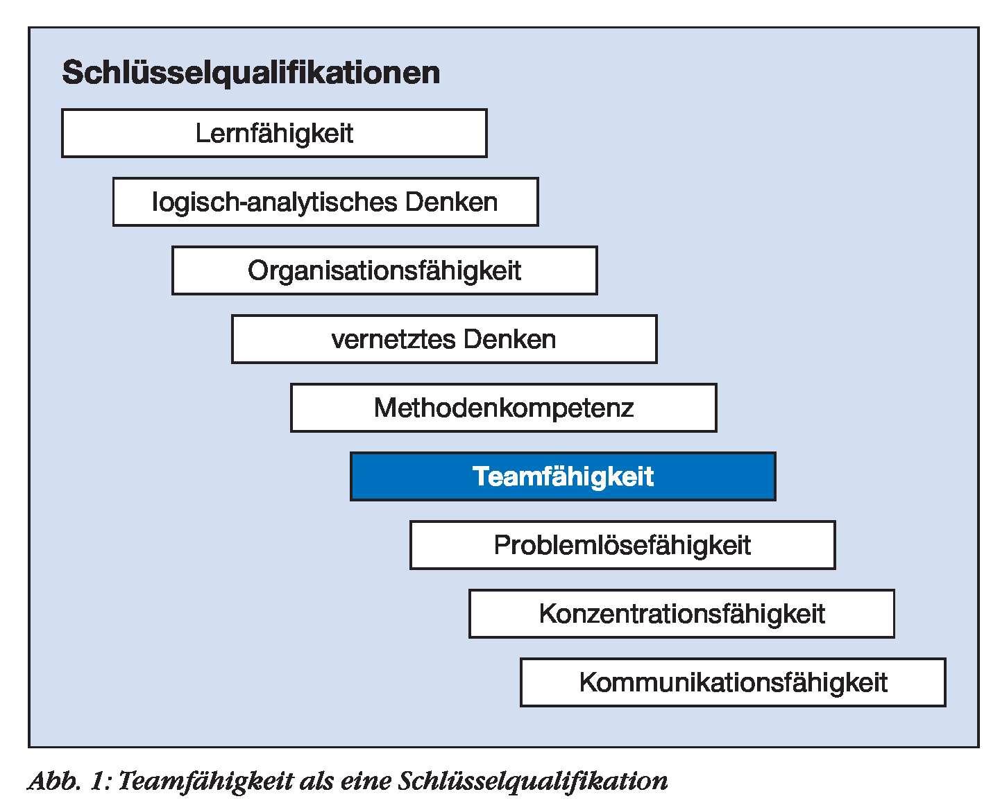 Schlüsselqualifikationen
Lernfähigkeit
logisch-analytisches Denken
Organisationsfähigkeit
vernetztes Denken
Methodenkompetenz
Teamfähigkeit
Problemlösefähigkeit
Konzentrationsfähigkeit
Kommunikationsfähigkeit
Abb. 1: Teamfähigkeit als eine Schlüsselqualifikation